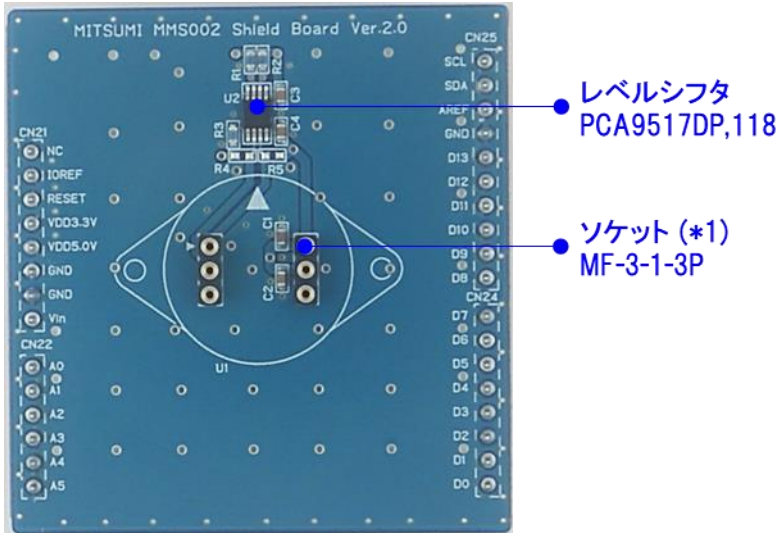 MITSUMI MMS002 Shield Board Ver.2.0
CN25
SCL
SDA
AREF
GND
D13
D12
D11
D10
D9
D8
CN24
D7
D6
D5
D4
D3
D2
D1
D0
R1
R2
U2
C3
C4
R3
R4
R5
CN21
NC
IOREF
RESET
VDD3.3V
VDD5.0V
GND
GND
Vin
CN22
A0
A1
A2
A3
A4
A5
C1
C2
U1
レベルシフタ
PCA9517DP,118
ソケット (*1)
MF-3-1-3P